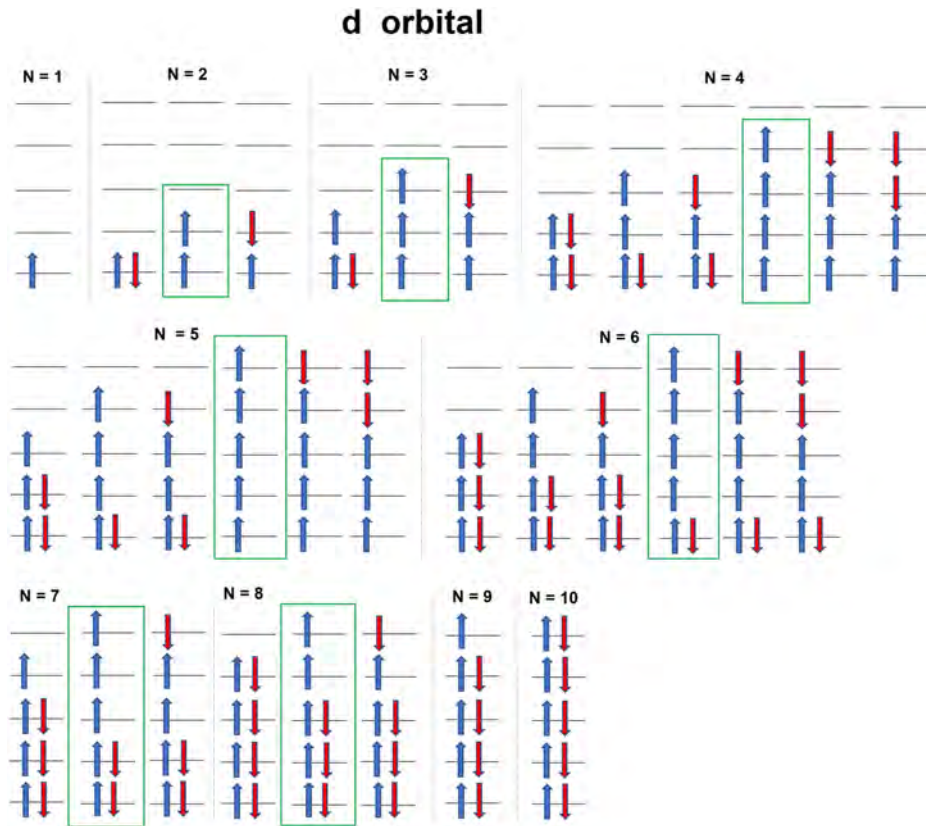 d orbital
N = 1
N = 2
N = 3
N = 4
N = 5
N = 6
N = 7
N = 8
N = 9
N = 10